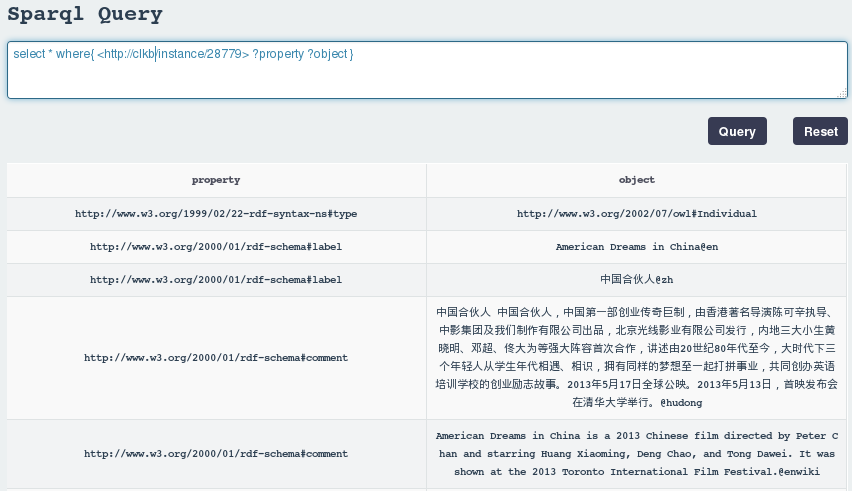 Sparql Query
select * where{ <http://clkb/instance/28779> ?property ?object }
Query Reset
property object
http://www.w3.org/1999/02/22-rdf-syntax-ns#type http://www.w3.org/2002/07/owl#Individual
http://www.w3.org/2000/01/rdf-schema#label American Dreams in China@en
http://www.w3.org/2000/01/rdf-schema#label 中国合伙人@zh
http://www.w3.org/2000/01/rdf-schema#comment
中国合伙人 中国合伙人，中国第一部创业传奇巨制，由香港著名导演陈可辛执导、
中影集团及我们制作有限公司出品，北京光线影业有限公司发行，内地三大小生黄
晓明、邓超、佟大为等强大阵容首次合作，讲述由20世纪80年代至今，大时代下三
个年轻人从学生年代相遇、相识，拥有同样的梦想至一起打拼事业，共同创办英语
培训学校的创业励志故事。2013年5月17日全球公映。2013年5月13日，首映发布会
在清华大学举行。@hudong
http://www.w3.org/2000/01/rdf-schema#comment
American Dreams in China is a 2013 Chinese film directed by Peter C
han and starring Huang Xiaoming, Deng Chao, and Tong Dawei. It was
shown at the 2013 Toronto International Film Festival.@enwiki